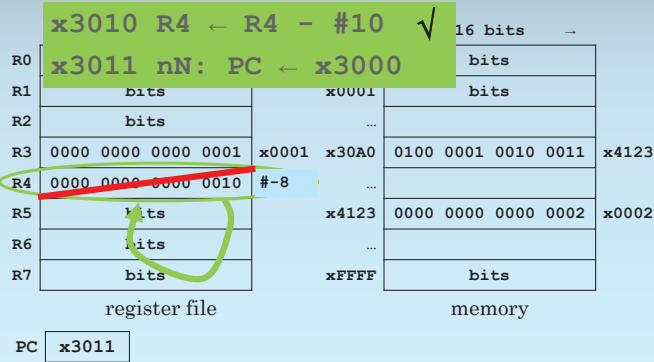 x3010 R4 ← R4 - #10 √
x3011 nN: PC ← x3000
16 bits →
R0 bits
R1 bits x0001 bits
R2 bits …
R3 0000 0000 0000 0001 x0001 x30A0 0100 0001 0010 0011 x4123
R4 0000 0000 0000 0010 #-8 …
R5 bits x4123 0000 0000 0000 0002 x0002
R6 bits …
R7 bits xFFFF bits
register file memory
PC x3011